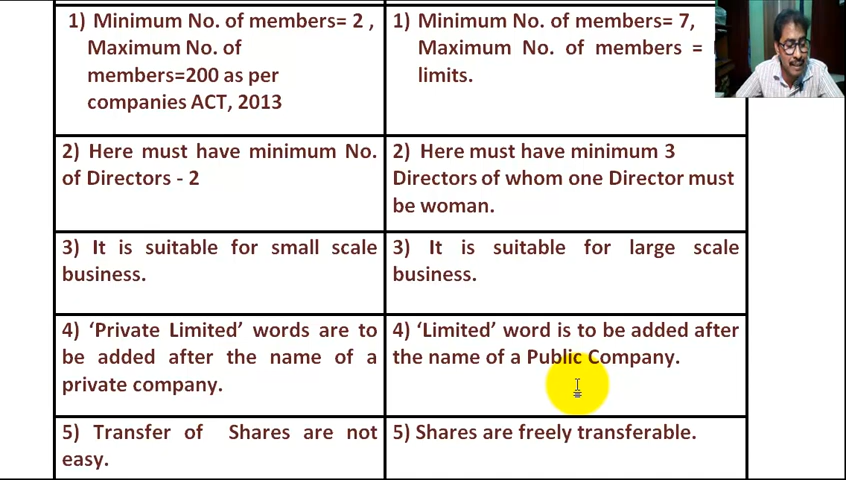 1) Minimum No. of members= 2 ,
Maximum No. of
members=200 as per
companies ACT, 2013
1) Minimum No. of members= 7,
Maximum No. of members =
limits.
2) Here must have minimum No.
of Directors - 2
2) Here must have minimum 3
Directors of whom one Director must
be woman.
3) It is suitable for small scale
business.
3) It is suitable for large scale
business.
4) ‘Private Limited’ words are to
be added after the name of a
private company.
4) ‘Limited’ word is to be added after
the name of a Public Company.
5) Transfer of Shares are not
easy.
5) Shares are freely transferable.